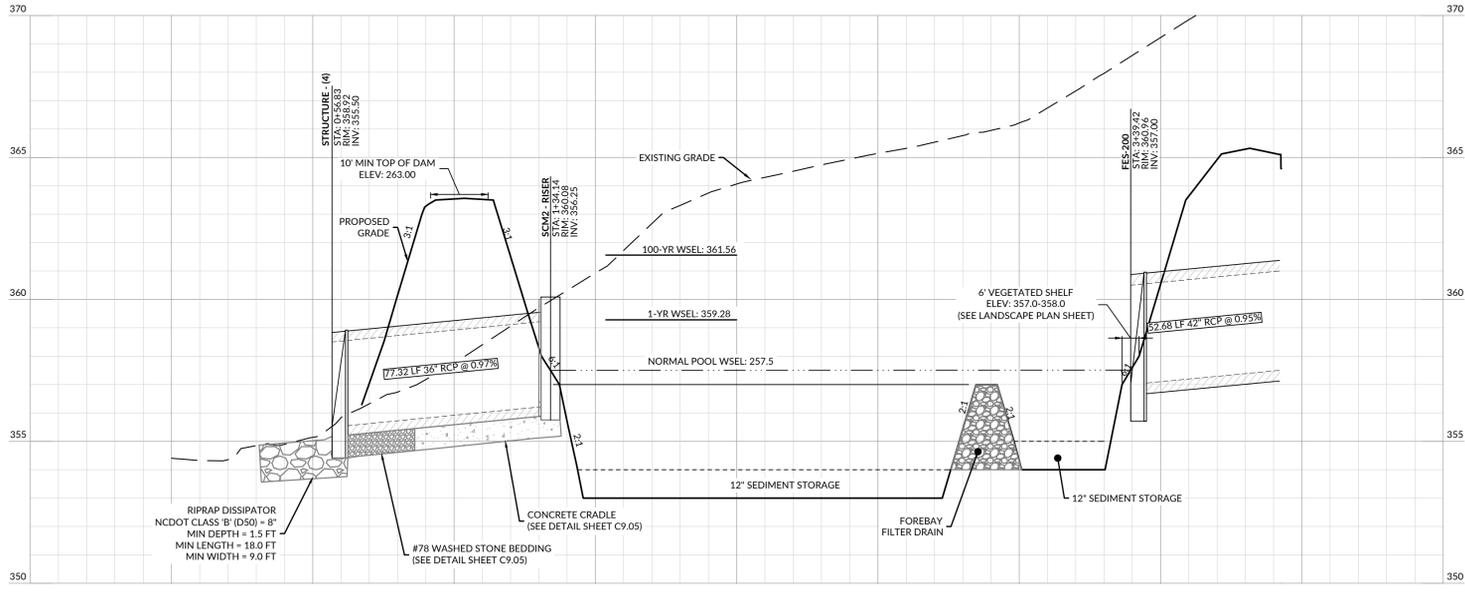 370
370
STRUCTURE - (4)
STA: 0+56.83
RIM: 358.92
INV: 355.50
10' MIN TOP OF DAM
ELEV: 263.00
EXISTING GRADE
FES-200
STA: 3+39.42
RIM: 360.96
INV: 357.00
365
365
SCM2 - RISER
STA: 1+34.14
RIM: 360.08
INV: 356.25
PROPOSED
GRADE
3:1
3:1
100-YR WSEL: 361.56
6' VEGETATED SHELF
ELEV: 357.0-358.0
(SEE LANDSCAPE PLAN SHEET)
360
360
1-YR WSEL: 359.28
52.68 LF 42" RCP @ 0.95%
NORMAL POOL WSEL: 257.5
77.32 LF 36" RCP @ 0.97%
6:1
2:1
2:1
2:1
355
355
12" SEDIMENT STORAGE
12" SEDIMENT STORAGE
RIPRAP DISSIPATOR
NCDOT CLASS 'B' (D50) = 8"
MIN DEPTH = 1.5 FT
MIN LENGTH = 18.0 FT
MIN WIDTH = 9.0 FT
CONCRETE CRADLE
(SEE DETAIL SHEET C9.05)
FOREBAY
FILTER DRAIN
#78 WASHED STONE BEDDING
(SEE DETAIL SHEET C9.05)
350
350